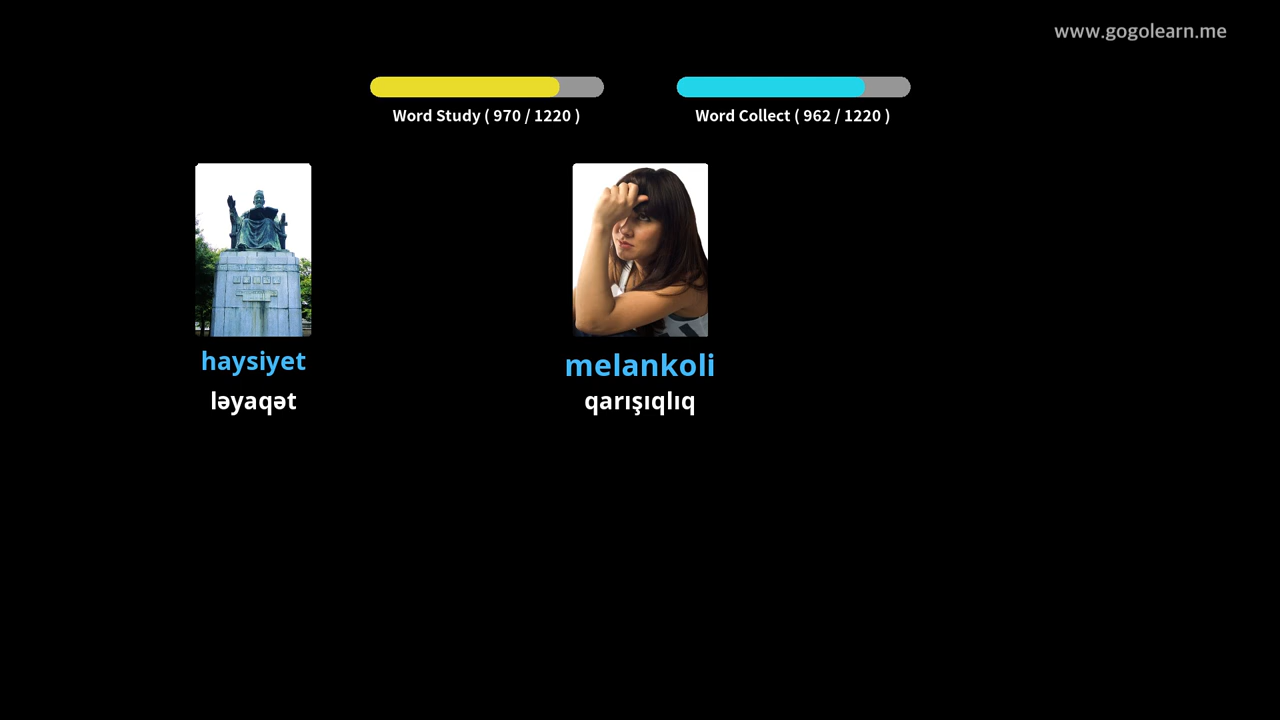 www.gogolearn.me
Word Study ( 970 / 1220 )
Word Collect ( 962 / 1220 )
haysiyet
ləyaqət
melankoli
qarışıqlıq